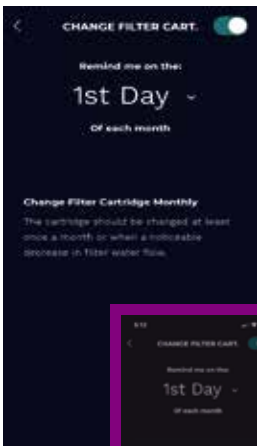 CHANGE FILTER CART.
Remind me on the:
1st Day
Of each month
Change Filter Cartridge Monthly
The cartridge should be changed at least
once a month or when a noticeable
decrease in filter water flow.
CHANGE FILTER CART.
Remind me on the:
1st Day
Of each month